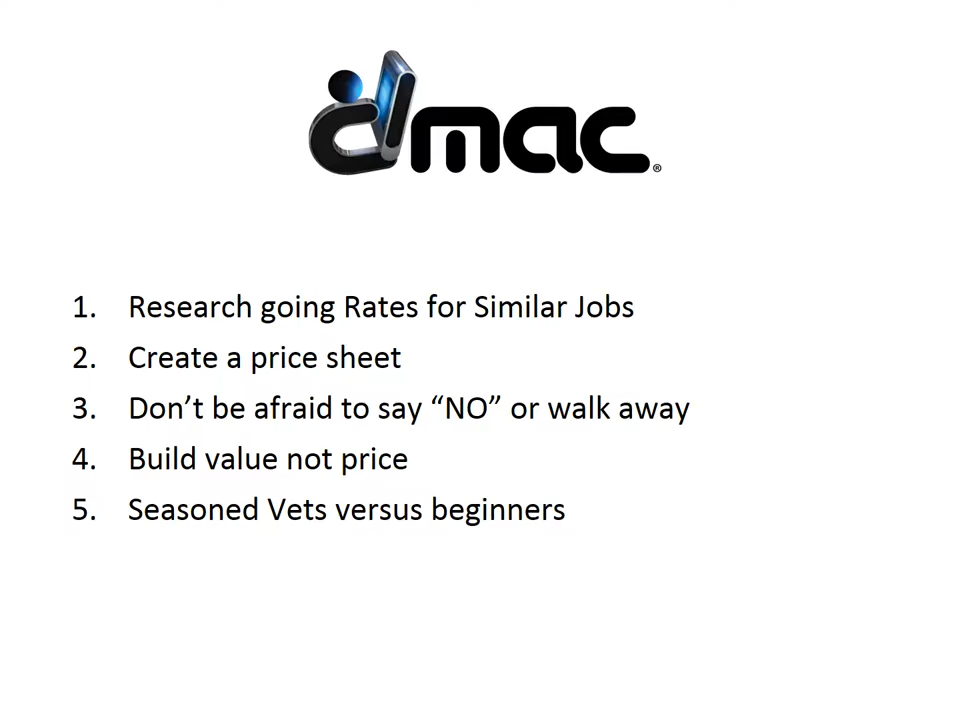 dmac®
1. Research going Rates for Similar Jobs
2. Create a price sheet
3. Don’t be afraid to say “NO” or walk away
4. Build value not price
5. Seasoned Vets versus beginners